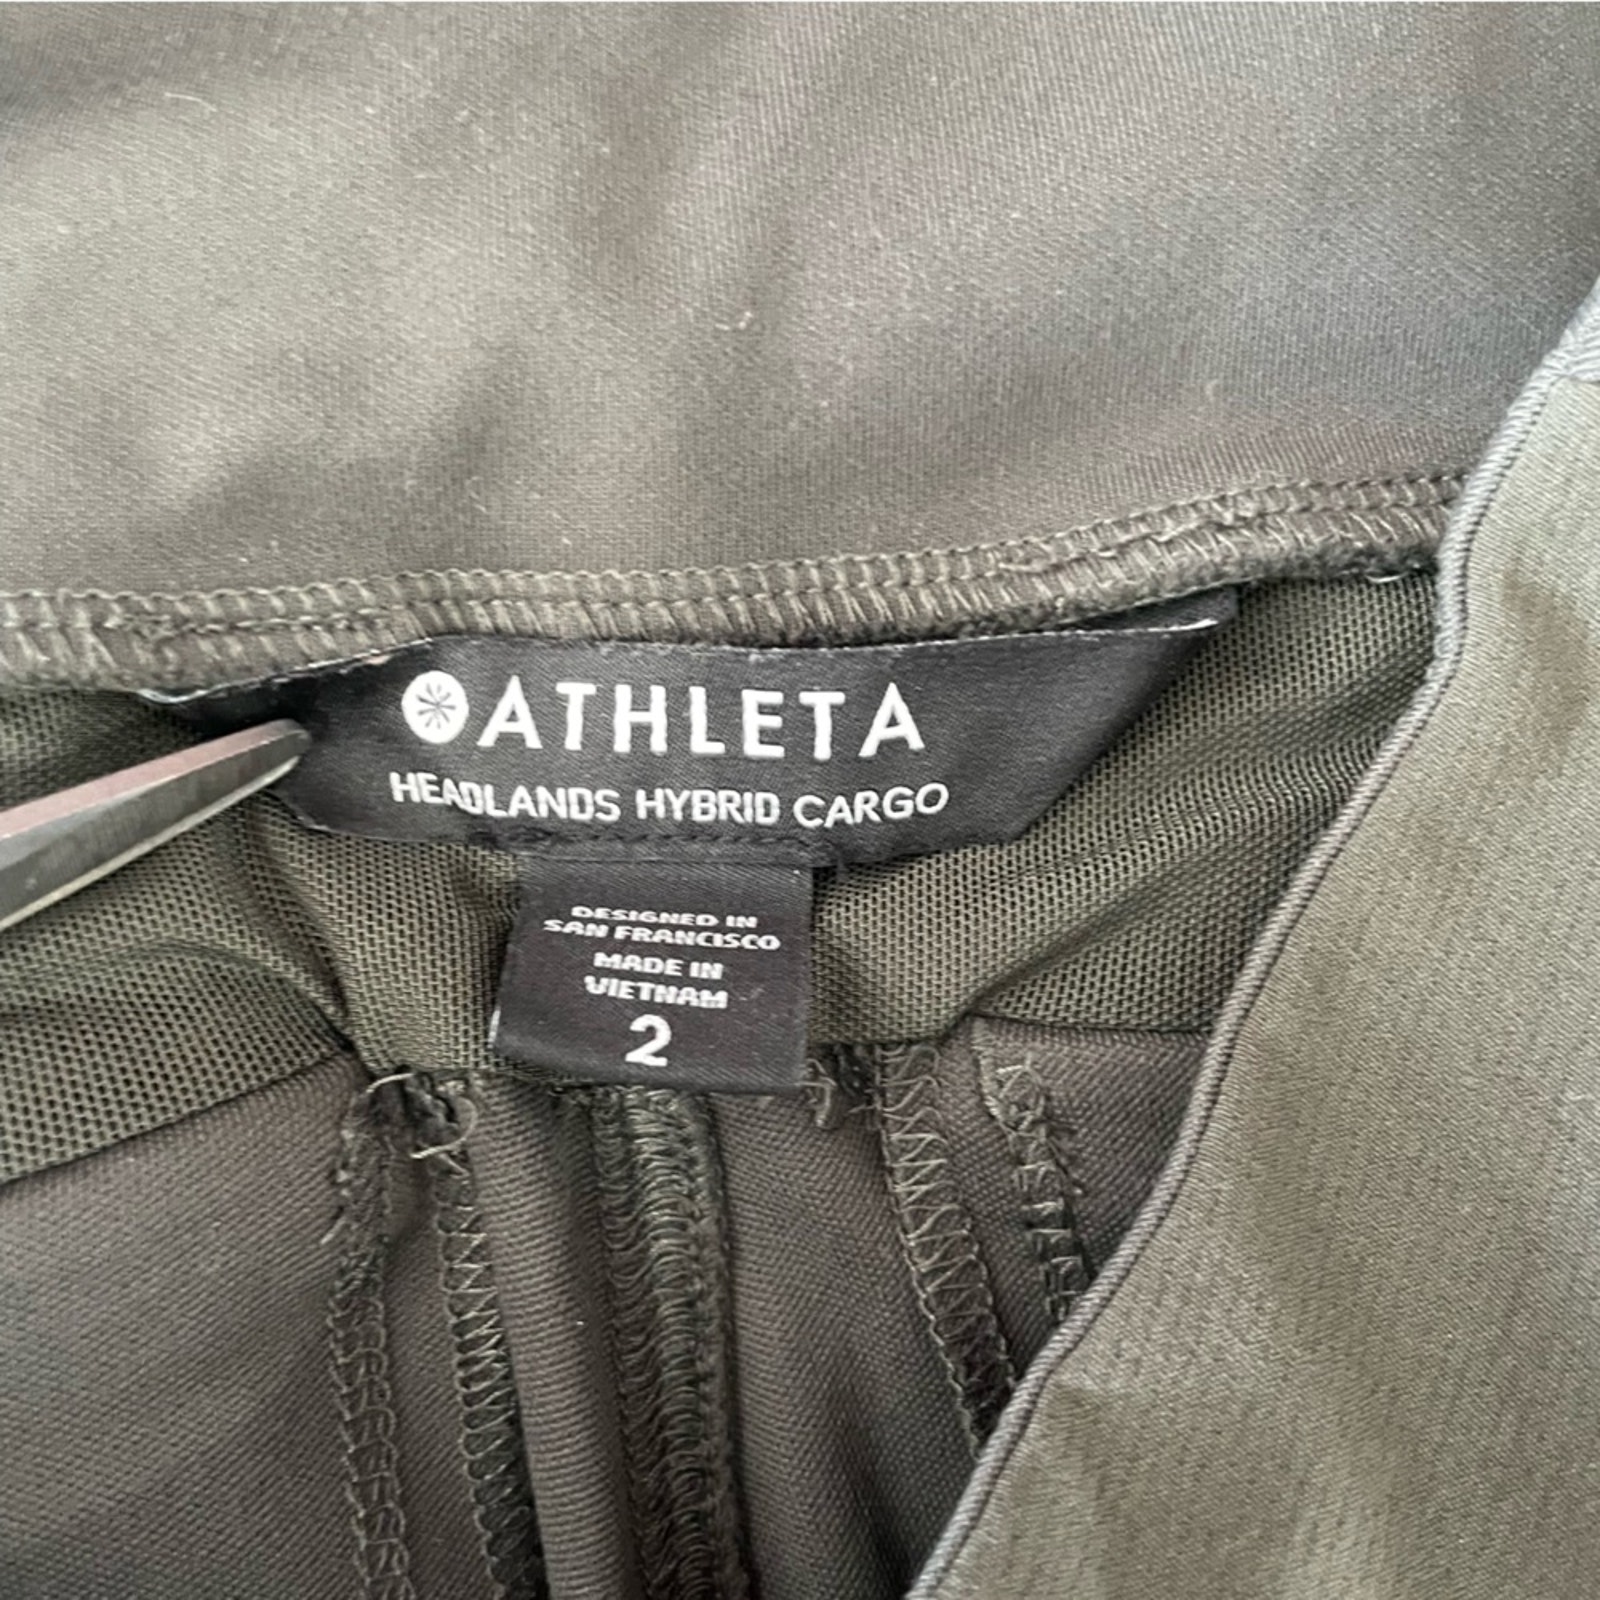 ATHLETA
HEADLANDS HYBRID CARGO
DESIGNED IN
SAN FRANCISCO
MADE IN
VIETNAM
2